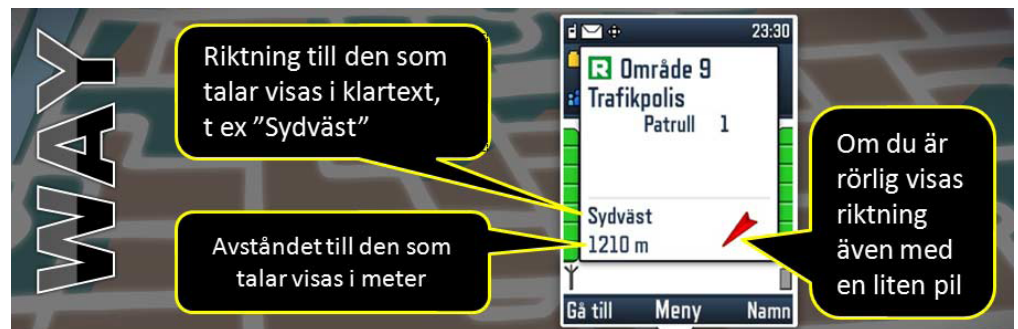 WAY
Riktning till den som
talar visas i klartext,
t ex ”Sydväst”
Avståndet till den som
talar visas i meter
23:30
R Område 9
Trafikpolis
Patrull 1
Sydväst
1210 m
Gå till Meny Namn
Om du är
rörlig visas
riktning
även med
en liten pil